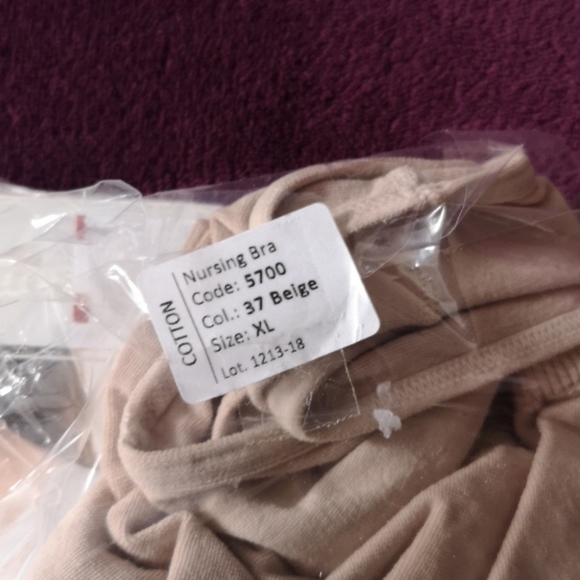 COTTON
Nursing Bra
Code: 5700
Col.: 37 Beige
Size: XL
Lot. 1213-18